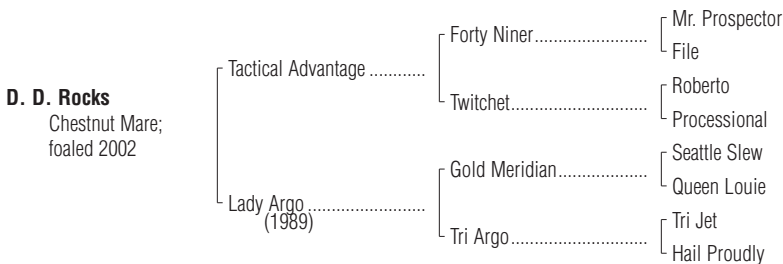 Mr. Prospector
Forty Niner
File
Tactical Advantage
Roberto
Twitchet
Processional
D. D. Rocks
Chestnut Mare;
foaled 2002
Seattle Slew
Gold Meridian
Queen Louie
Lady Argo
(1989)
Tri Jet
Tri Argo
Hail Proudly